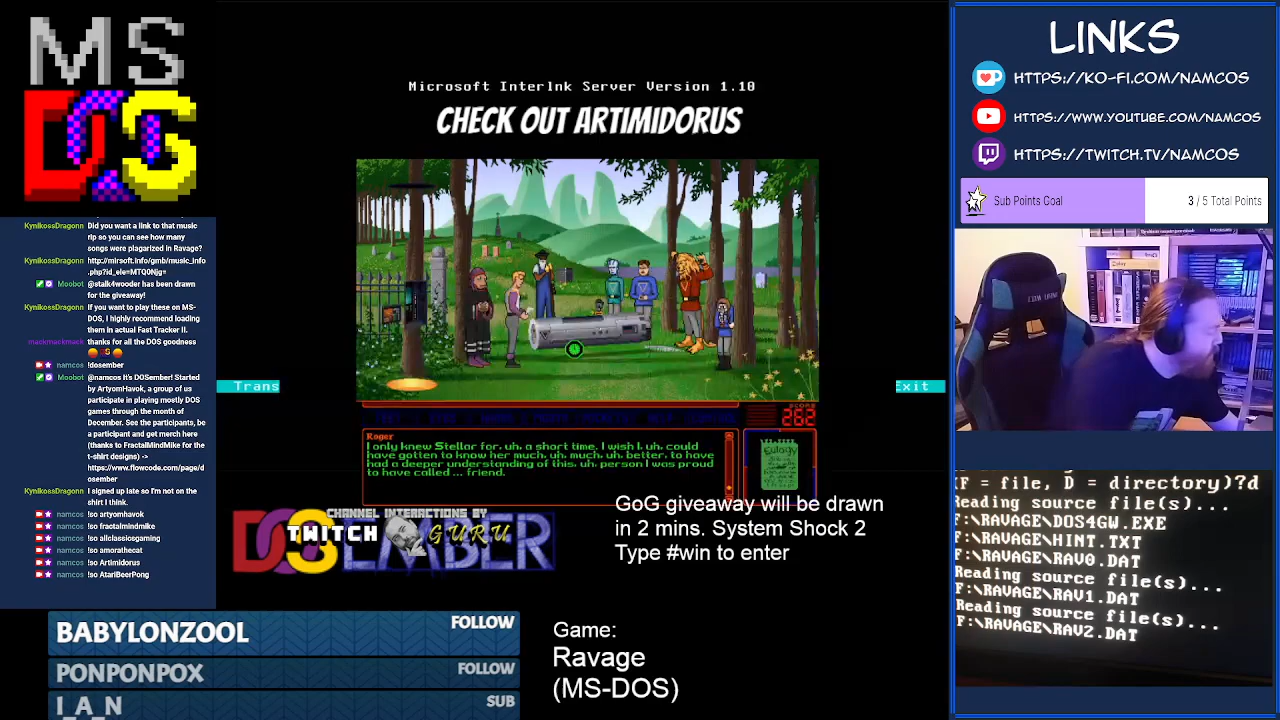 MS
DOS
KynikossDragonn Did you want a link to that music
rip so you can see how many
songs were plagarized in Ravage?
KynikossDragonn
http://mirsoft.info/gmb/music_info
.php?id_ele=MTQ0Njg=
Moobot @stalk4wooder has been drawn
for the giveaway!
KynikossDragonn If you want to play these on MS-
DOS, I highly recommend loading
them in actual Fast Tracker II.
mackmackmack thanks for all the DOS goodness
namcos !dosember
Moobot @namcos It's DOSember! Started
by ArtyomHavok, a group of us
participate in playing mostly DOS
games through the month of
December. See the participants, be
a participant and get merch here
(thanks to FractalMindMike for the
t-shirt designs) ->
https://www.flowcode.com/page/d
osember
KynikossDragonn I signed up late so I'm not on the
shirt I think.
namcos !so artyomhavok
namcos !so fractalmindmike
namcos !so allclassicsgaming
namcos !so amorathecat
namcos !so Artimidorus
namcos !so AtariBeerPong
Microsoft Interlnk Server Version 1.10
CHECK OUT ARTIMIDORUS
Trans
Exit
SCORE
262
Roger
I only knew Stellar for, uh, a short time. I wish I, uh, could
have gotten to know her much, uh, much, uh, better, to have
had a deeper understanding of this, uh, person I was proud
to have called ... friend.
Eulogy
CHANNEL INTERACTIONS BY
TWITCH GURU
DOSEMBER
GoG giveaway will be drawn
in 2 mins. System Shock 2
Type #win to enter
BABYLONZOOL FOLLOW
PONPONPOX FOLLOW
I_A_N SUB
Game:
Ravage
(MS-DOS)
LINKS
HTTPS://KO-FI.COM/NAMCOS
HTTPS://WWW.YOUTUBE.COM/NAMCOS
HTTPS://TWITCH.TV/NAMCOS
Sub Points Goal 3 / 5 Total Points
(F = file, D = directory)?d
Reading source file(s)...
F:\RAVAGE\DOS4GW.EXE
F:\RAVAGE\HINT.TXT
F:\RAVAGE\RAV0.DAT
Reading source file(s)...
F:\RAVAGE\RAV1.DAT
Reading source file(s)...
F:\RAVAGE\RAV2.DAT